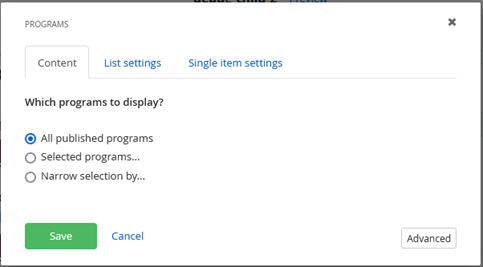 PROGRAMS
Content List settings Single item settings
Which programs to display?
All published programs
Selected programs...
Narrow selection by...
Save Cancel Advanced